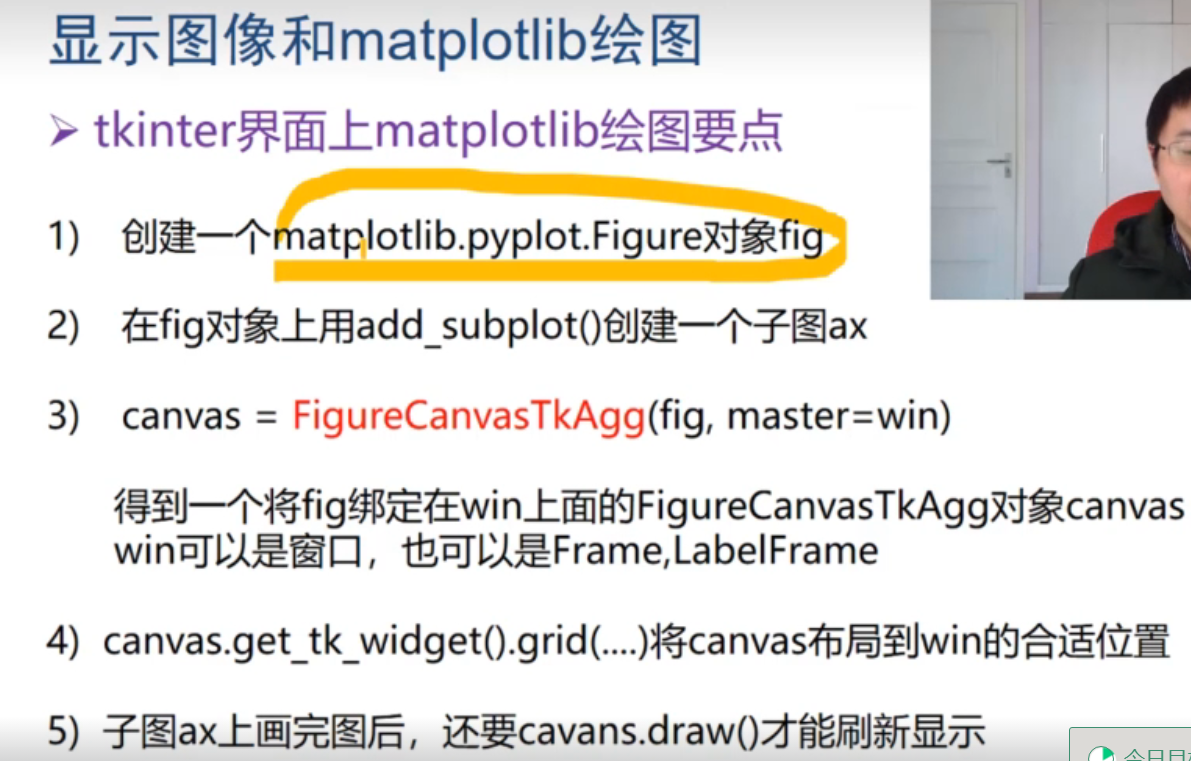 显示图像和matplotlib绘图
➢ tkinter界面上matplotlib绘图要点
1) 创建一个matplotlib.pyplot.Figure对象fig
2) 在fig对象上用add_subplot()创建一个子图ax
3) canvas = FigureCanvasTkAgg(fig, master=win)
得到一个将fig绑定在win上面的FigureCanvasTkAgg对象canvas
win可以是窗口，也可以是Frame,LabelFrame
4) canvas.get_tk_widget().grid(....)将canvas布局到win的合适位置
5) 子图ax上画完图后，还要cavans.draw()才能刷新显示
今日目